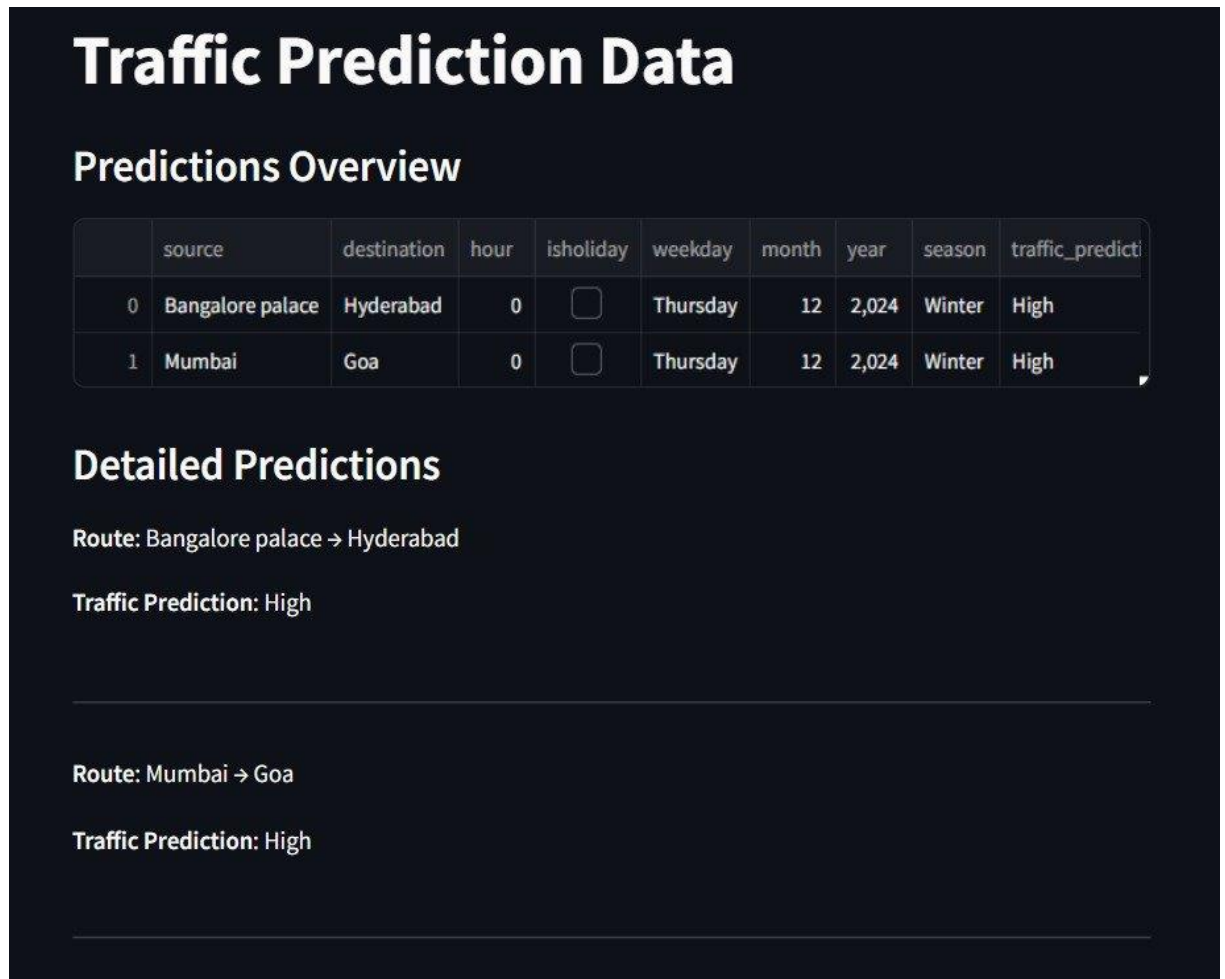 Traffic Prediction Data
Predictions Overview
source destination hour isholiday weekday month year season traffic_predicti
0 Bangalore palace Hyderabad 0 Thursday 12 2,024 Winter High
1 Mumbai Goa 0 Thursday 12 2,024 Winter High
Detailed Predictions
Route: Bangalore palace → Hyderabad
Traffic Prediction: High
Route: Mumbai → Goa
Traffic Prediction: High